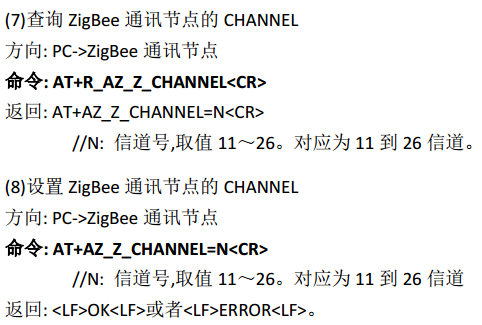 (7)查询 ZigBee 通讯节点的 CHANNEL
方向: PC->ZigBee 通讯节点
命令: AT+R_AZ_Z_CHANNEL<CR>
返回: AT+AZ_Z_CHANNEL=N<CR>
//N: 信道号,取值 11～26。对应为 11 到 26 信道。
(8)设置 ZigBee 通讯节点的 CHANNEL
方向: PC->ZigBee 通讯节点
命令: AT+AZ_Z_CHANNEL=N<CR>
//N: 信道号,取值 11～26。对应为 11 到 26 信道
返回: <LF>OK<LF>或者<LF>ERROR<LF>。